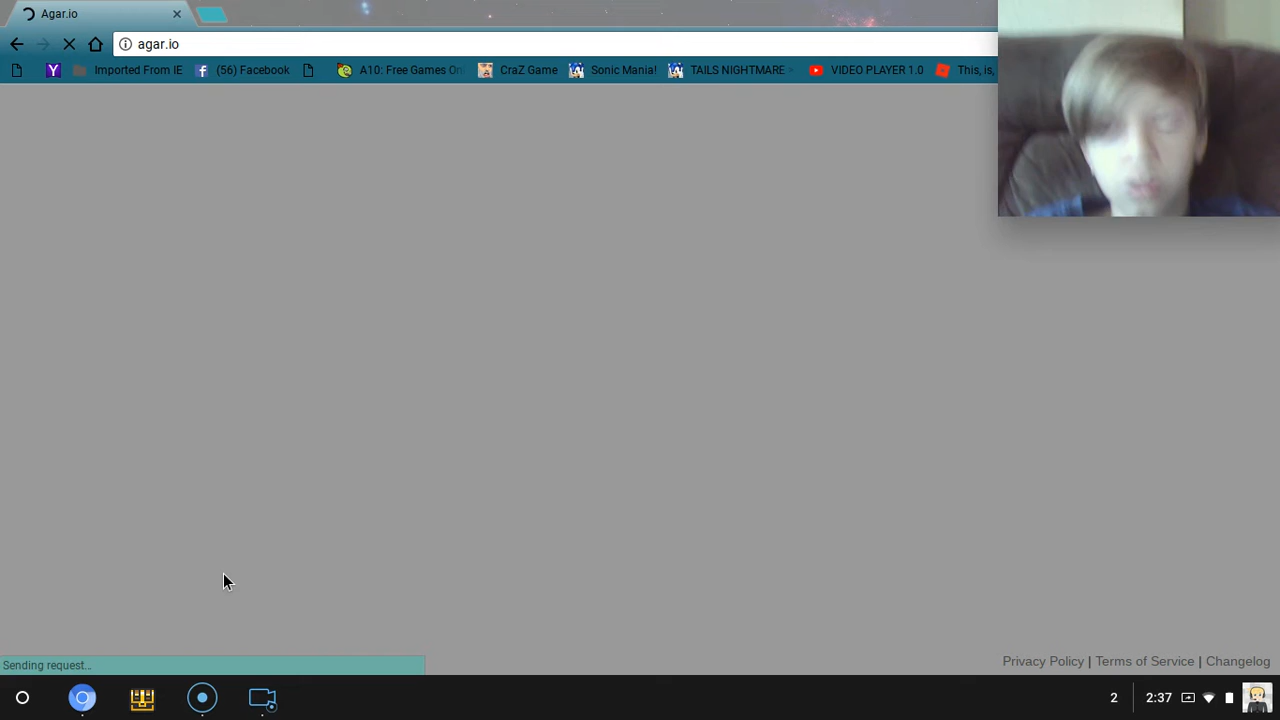 Agar.io
agar.io
Imported From IE (56) Facebook A10: Free Games On CraZ Game Sonic Mania! TAILS NIGHTMARE VIDEO PLAYER 1.0 This, is,
Sending request...
Privacy Policy | Terms of Service | Changelog
2 2:37